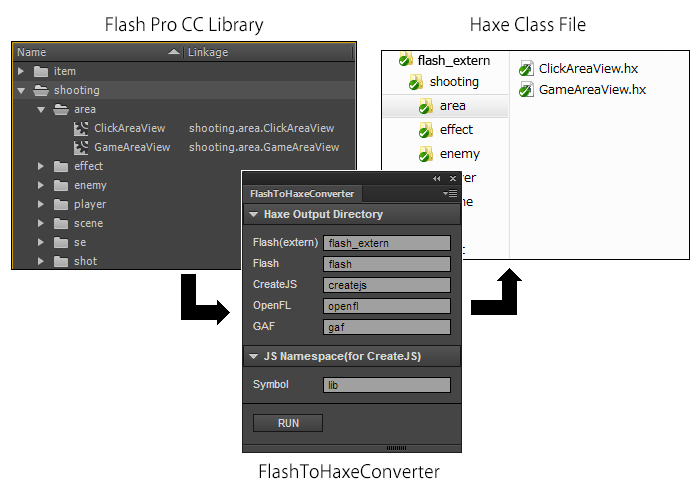 Flash Pro CC Library
Haxe Class File
Name Linkage
item
shooting
area
ClickAreaView shooting.area.ClickAreaView
GameAreaView shooting.area.GameAreaView
effect
enemy
player
scene
se
shot
flash_extern
shooting
area
effect
enemy
ClickAreaView.hx
GameAreaView.hx
FlashToHaxeConverter
Haxe Output Directory
Flash(extern) flash_extern
Flash flash
CreateJS createjs
OpenFL openfl
GAF gaf
JS Namespace(for CreateJS)
Symbol lib
RUN
FlashToHaxeConverter